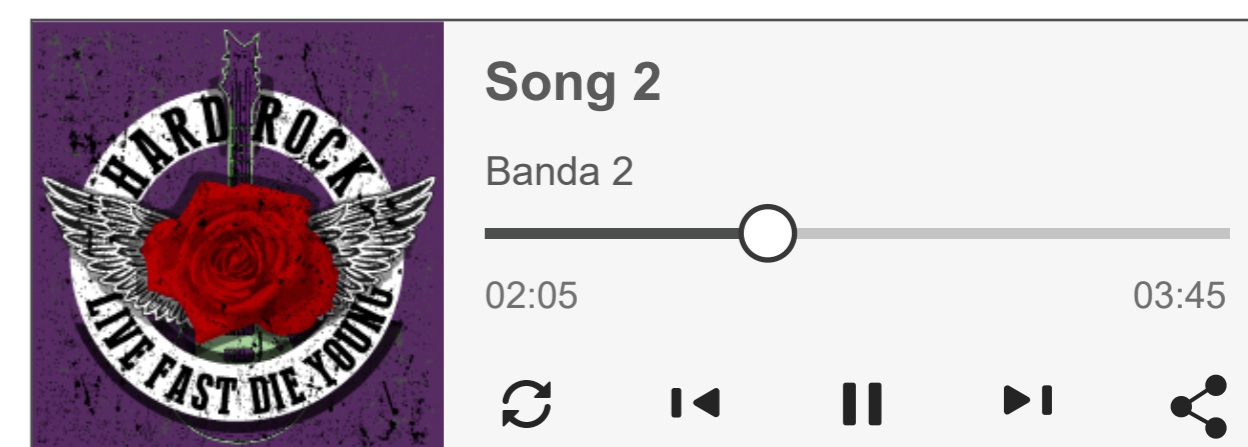 HARD ROCK
LIVE FAST DIE YOUNG
Song 2
Banda 2
02:05
03:45